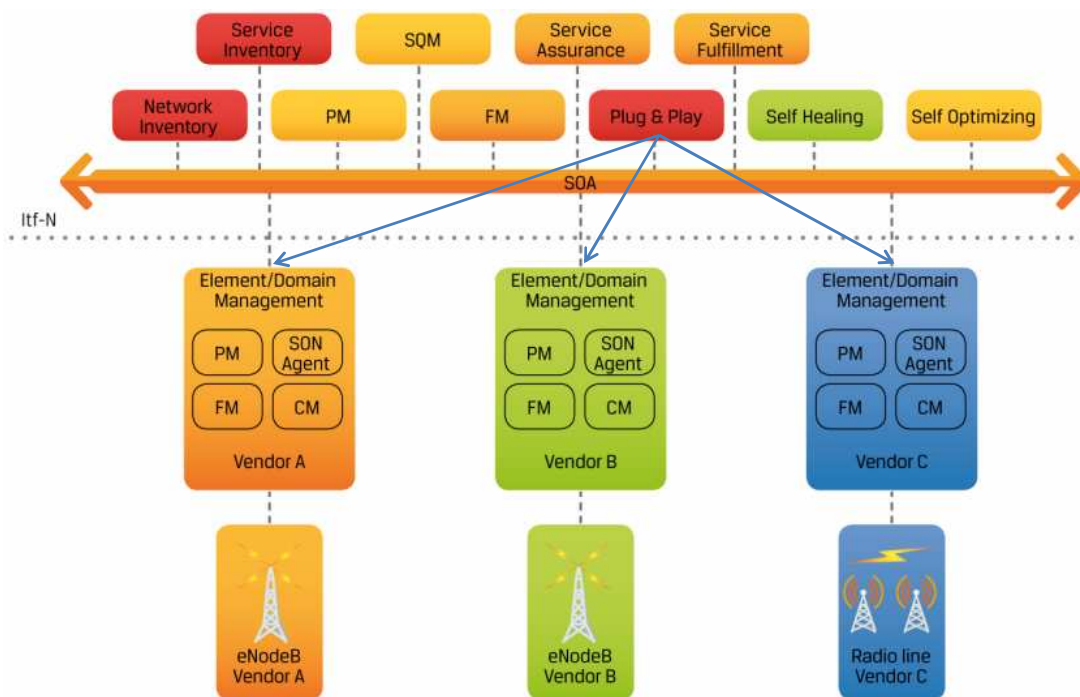 Service
Inventory
SQM
Service
Assurance
Service
Fulfillment
Network
Inventory
PM
FM
Plug & Play
Self Healing
Self Optimizing
SOA
Itf-N
Element/Domain
Management
PM
SON
Agent
FM
CM
Vendor A
Element/Domain
Management
PM
SON
Agent
FM
CM
Vendor B
Element/Domain
Management
PM
SON
Agent
FM
CM
Vendor C
eNodeB
Vendor A
eNodeB
Vendor B
Radio line
Vendor C